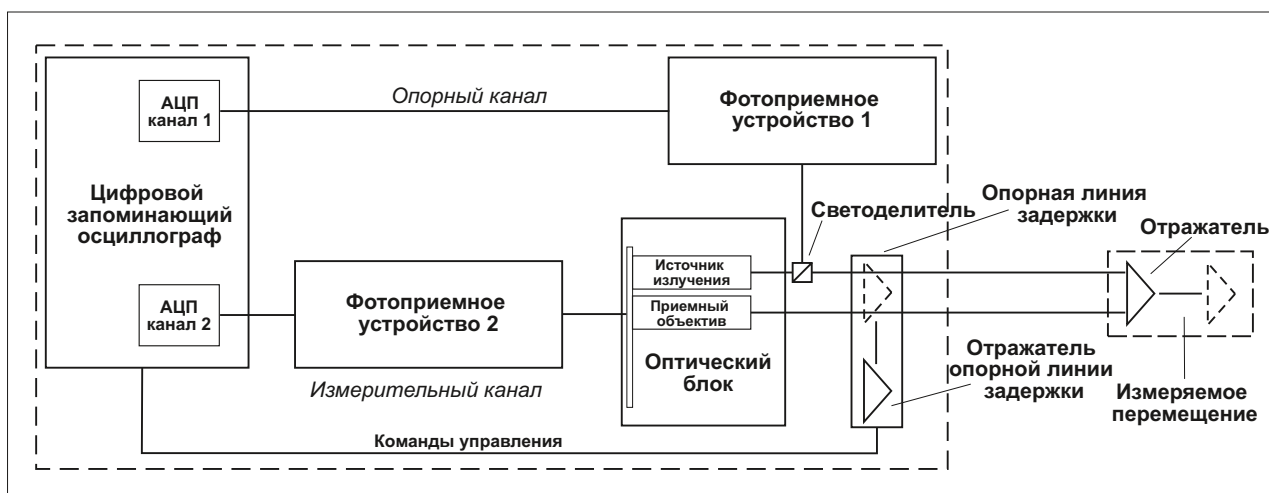 АЦП
канал 1
Опорный канал
Фотоприемное
устройство 1
Цифровой
запоминающий
осциллограф
Светоделитель
Опорная линия
задержки
Отражатель
Источник
излучения
АЦП
канал 2
Фотоприемное
устройство 2
Приемный
объектив
Оптический
блок
Отражатель
опорной линии
задержки
Измеряемое
перемещение
Измерительный канал
Команды управления